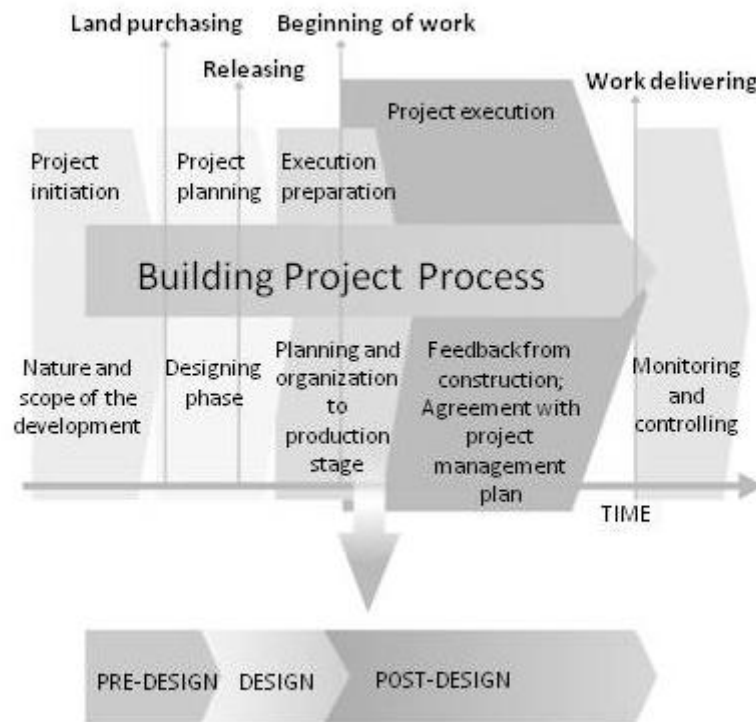 Land purchasing
Beginning of work
Releasing
Work delivering
Project execution
Project
initiation
Project
planning
Execution
preparation
Building Project Process
Nature and
scope of the
development
Designing
phase
Planning and
organization
to
production
stage
Feedback from
construction;
Agreement with
project
management
plan
Monitoring
and
controlling
TIME
PRE-DESIGN
DESIGN
POST-DESIGN